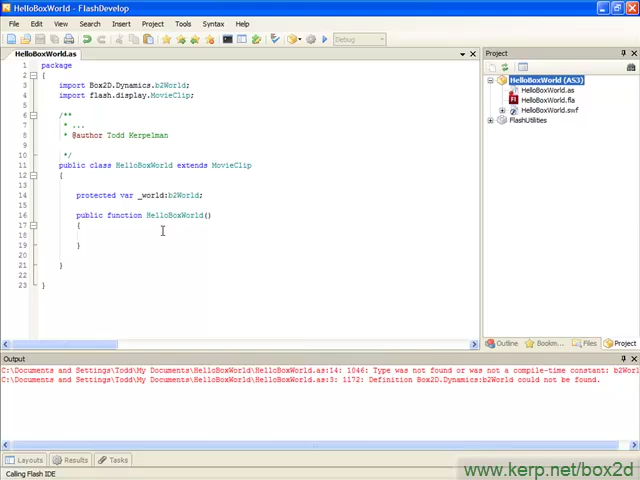 HelloBoxWorld - FlashDevelop
File Edit View Search Insert Project Tools Syntax Help
Debug
HelloBoxWorld.as
1 package
2 {
3 import Box2D.Dynamics.b2World;
4 import flash.display.MovieClip;
5
6 /**
7 * ...
8 * @author Todd Kerpelman
9
10 */
11 public class HelloBoxWorld extends MovieClip
12 {
13
14 protected var _world:b2World;
15
16 public function HelloBoxWorld()
17 {
18
19 }
20
21 }
22
23 }
Project
HelloBoxWorld (AS3)
HelloBoxWorld.as
HelloBoxWorld.fla
HelloBoxWorld.swf
FlashUtilities
Outline Bookm... Files Project
Output
C:\Documents and Settings\Todd\My Documents\HelloBoxWorld\HelloBoxWorld.as:14: 1046: Type was not found or was not a compile-time constant: b2Worl
C:\Documents and Settings\Todd\My Documents\HelloBoxWorld\HelloBoxWorld.as:3: 1172: Definition Box2D.Dynamics:b2World could not be found.
Layouts Results Tasks
Calling Flash IDE
www.kerp.net/box2d